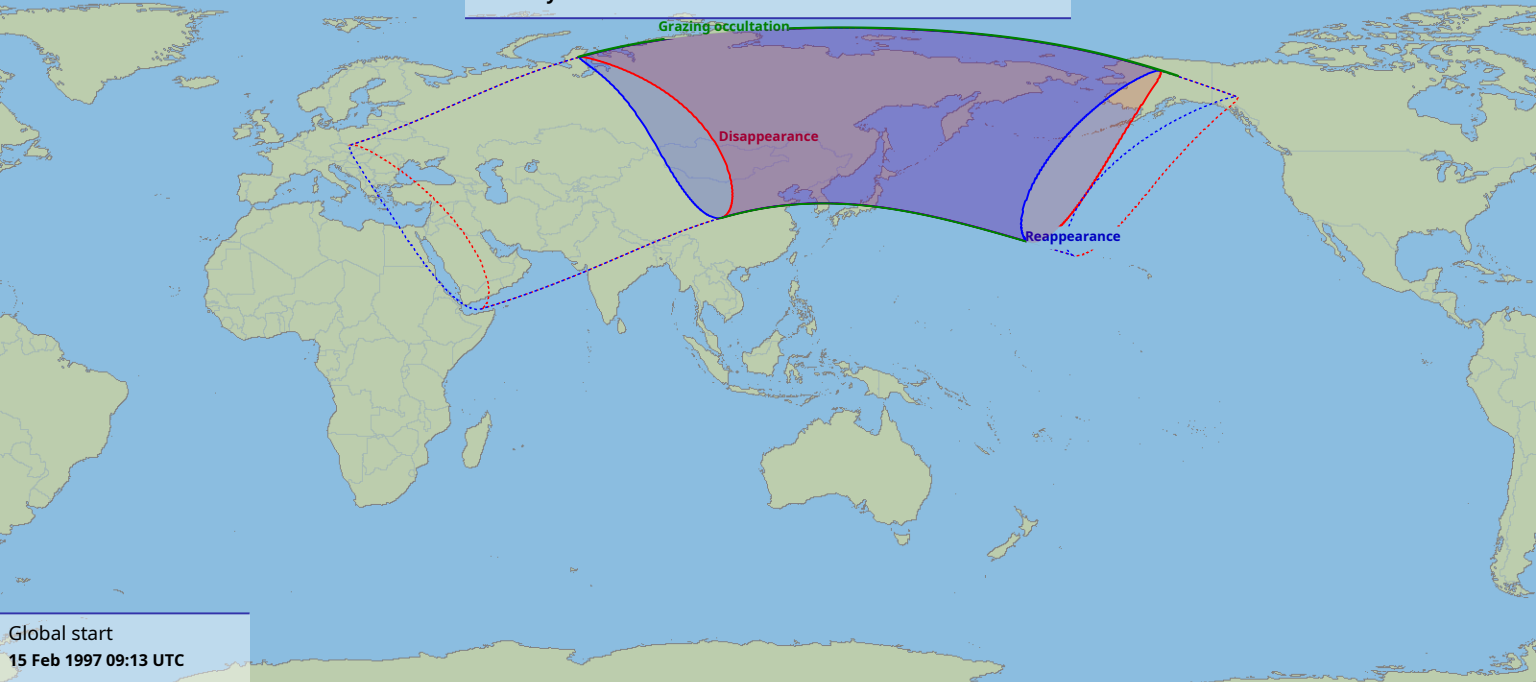 Grazing occultation
Disappearance
Reappearance
Global start
15 Feb 1997 09:13 UTC